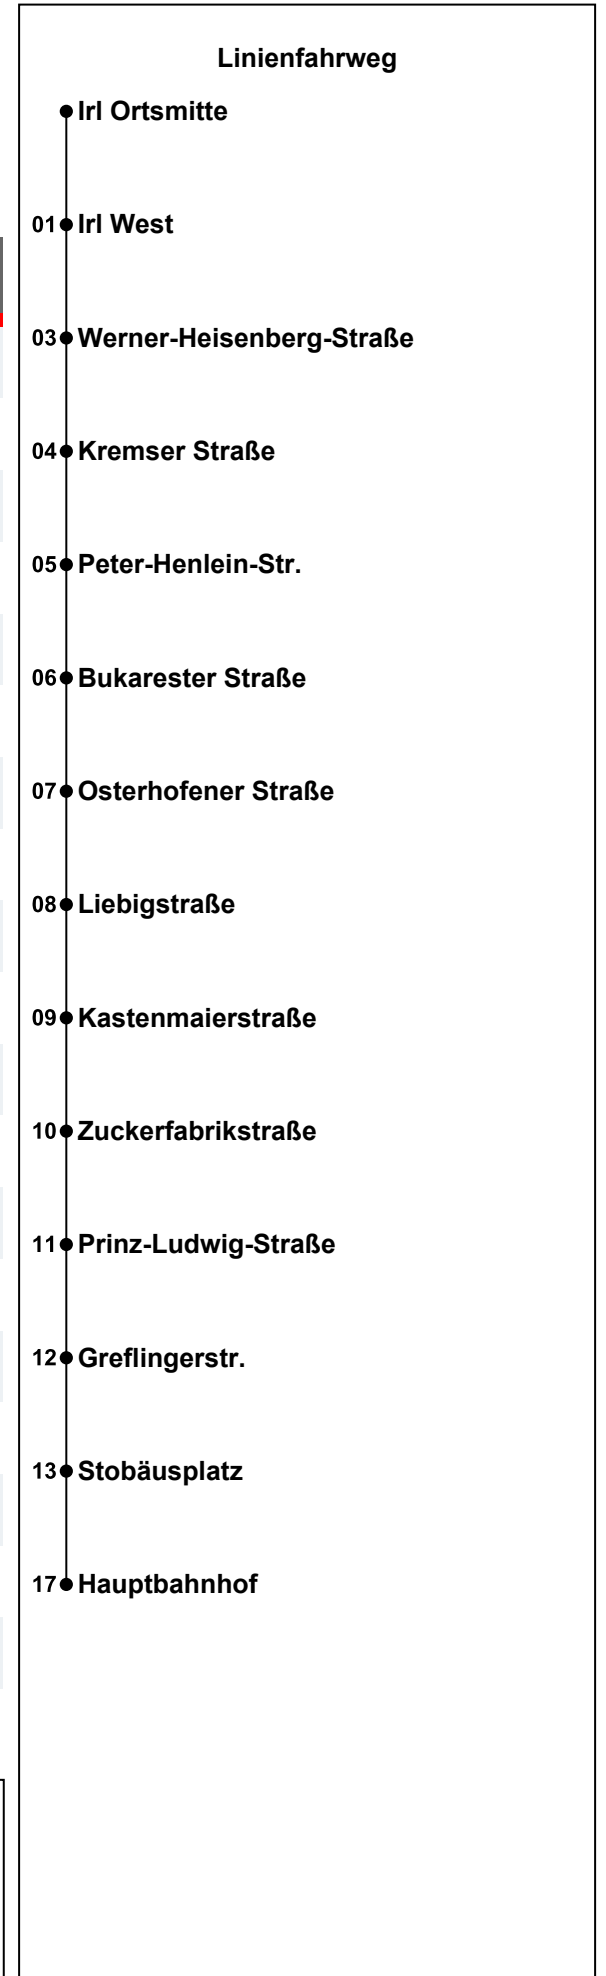 Linienfahrweg
Irl Ortsmitte
01 Irl West
03 Werner-Heisenberg-Straße
04 Kremser Straße
05 Peter-Henlein-Str.
06 Bukarester Straße
07 Osterhofener Straße
08 Liebigstraße
09 Kastenmaierstraße
10 Zuckerfabrikstraße
11 Prinz-Ludwig-Straße
12 Greflingerstr.
13 Stobäusplatz
17 Hauptbahnhof